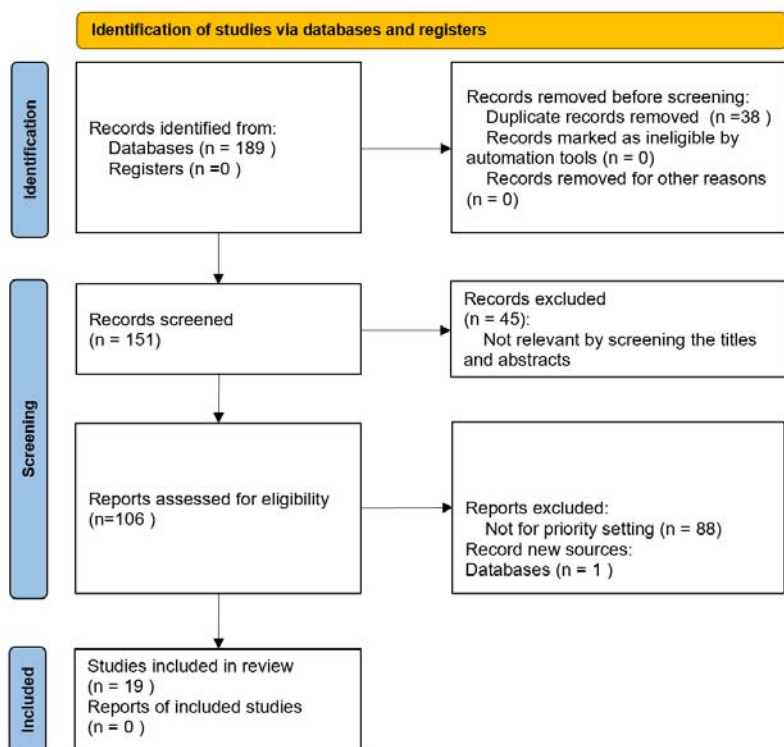 Identification of studies via databases and registers
Identification
Records identified from:
Databases (n = 189 )
Registers (n =0 )
Records removed before screening:
Duplicate records removed (n =38 )
Records marked as ineligible by
automation tools (n = 0)
Records removed for other reasons
(n = 0)
Screening
Records screened
(n = 151)
Records excluded
(n = 45):
Not relevant by screening the titles
and abstracts
Reports assessed for eligibility
(n=106 )
Reports excluded:
Not for priority setting (n = 88)
Record new sources:
Databases (n = 1 )
Included
Studies included in review
(n = 19 )
Reports of included studies
(n = 0 )